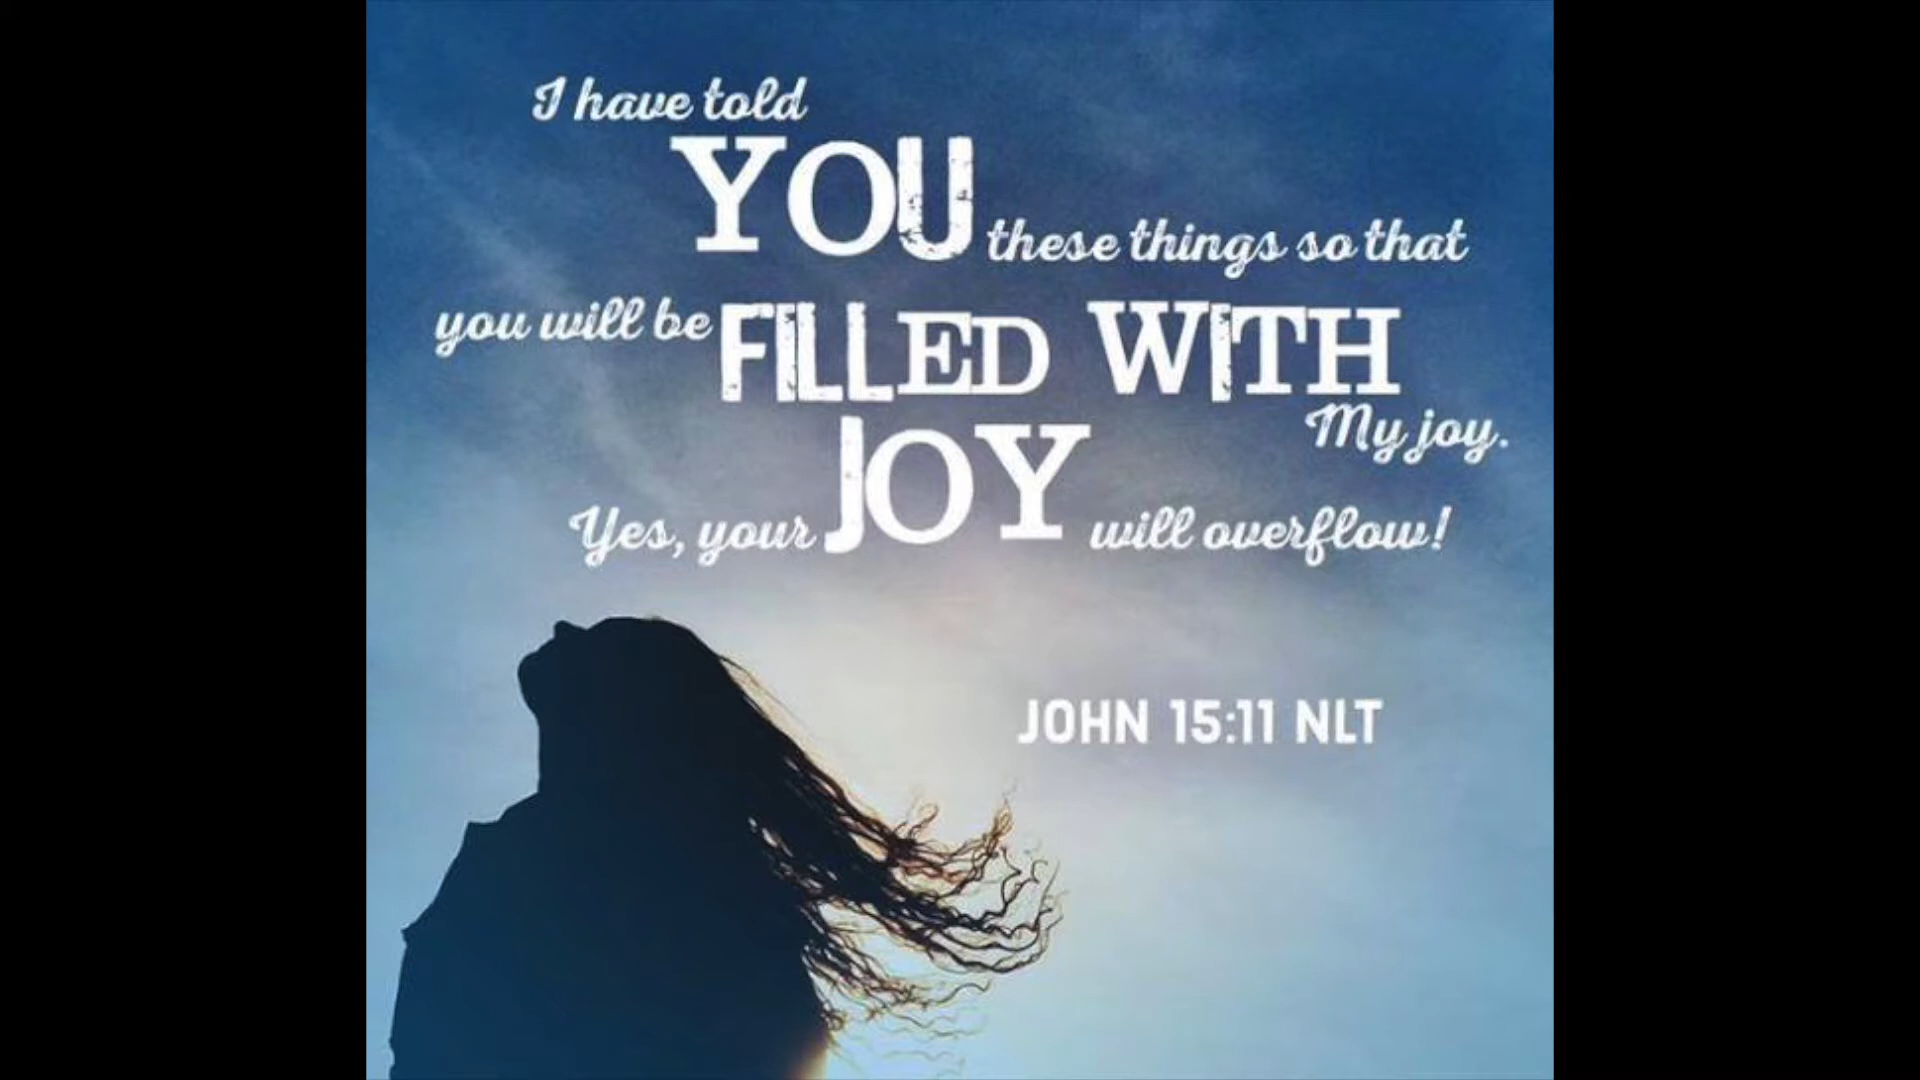 I have told
YOU these things so that
you will be FILLED WITH
My joy.
Yes, your JOY will overflow!
JOHN 15:11 NLT